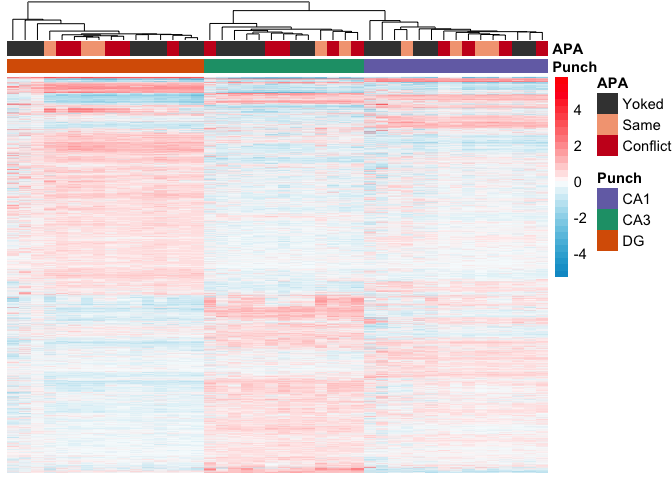 APA
Punch
4
2
0
-2
-4
APA
Yoked
Same
Conflict
Punch
CA1
CA3
DG